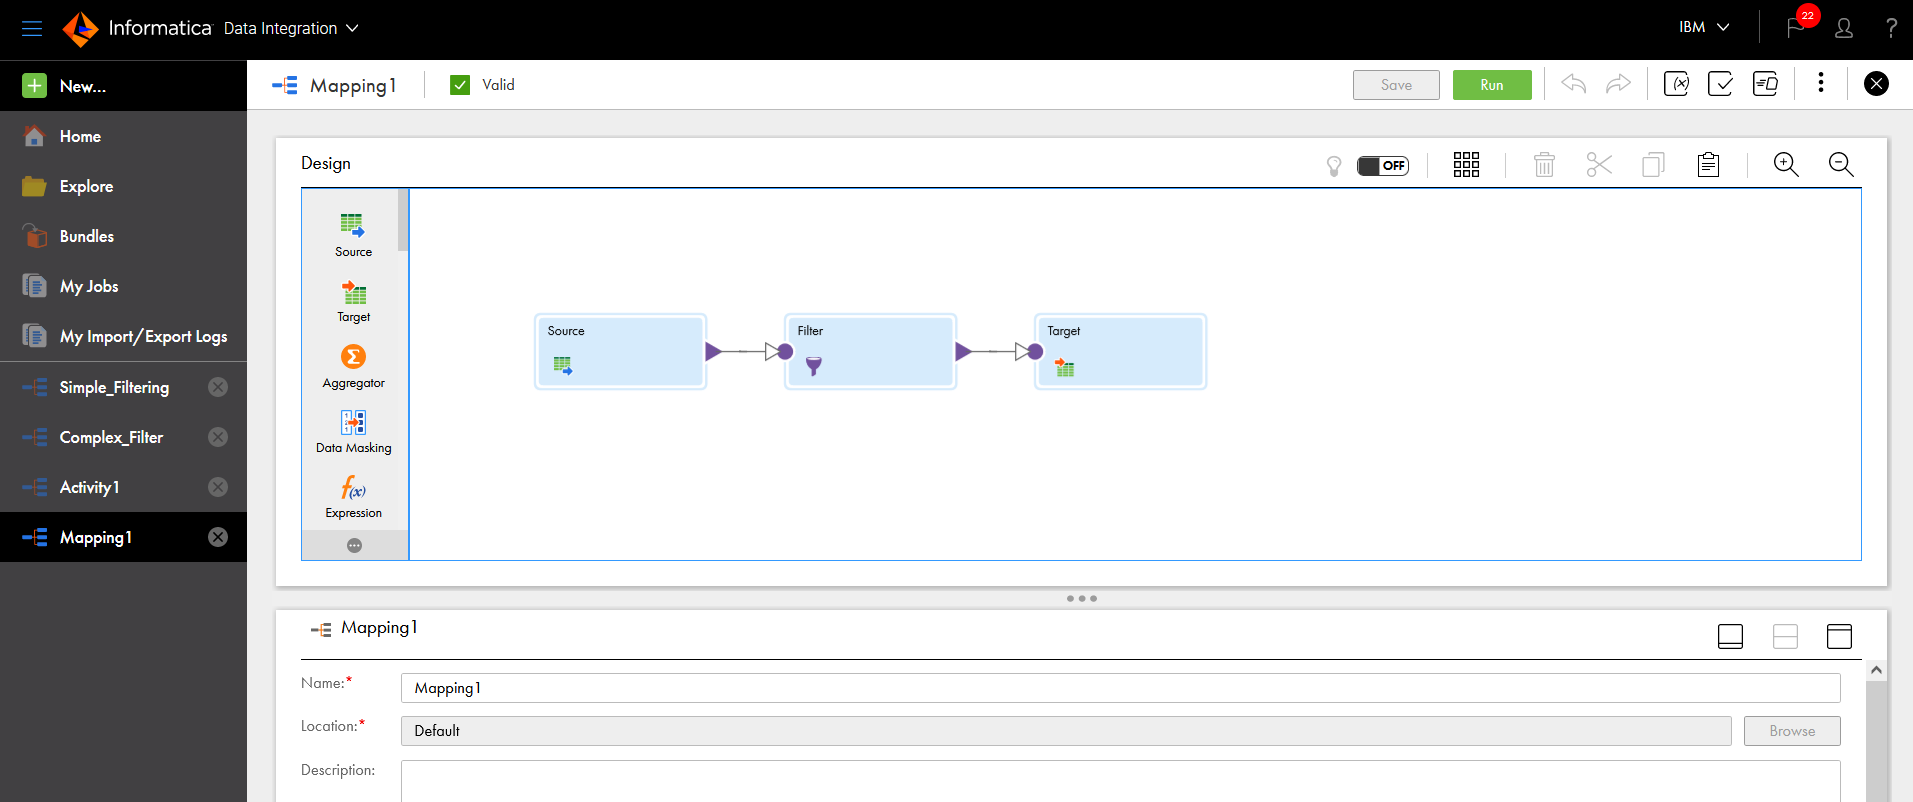 Informatica Data Integration
IBM
22
?
New...
Home
Explore
Bundles
My Jobs
My Import/Export Logs
Simple_Filtering
Complex_Filter
Activity1
Mapping1
Mapping1
Valid
Save
Run
Design
OFF
Source
Target
Aggregator
Data Masking
Expression
Source
Filter
Target
Mapping1
Name:*
Mapping1
Location:*
Default
Browse
Description: